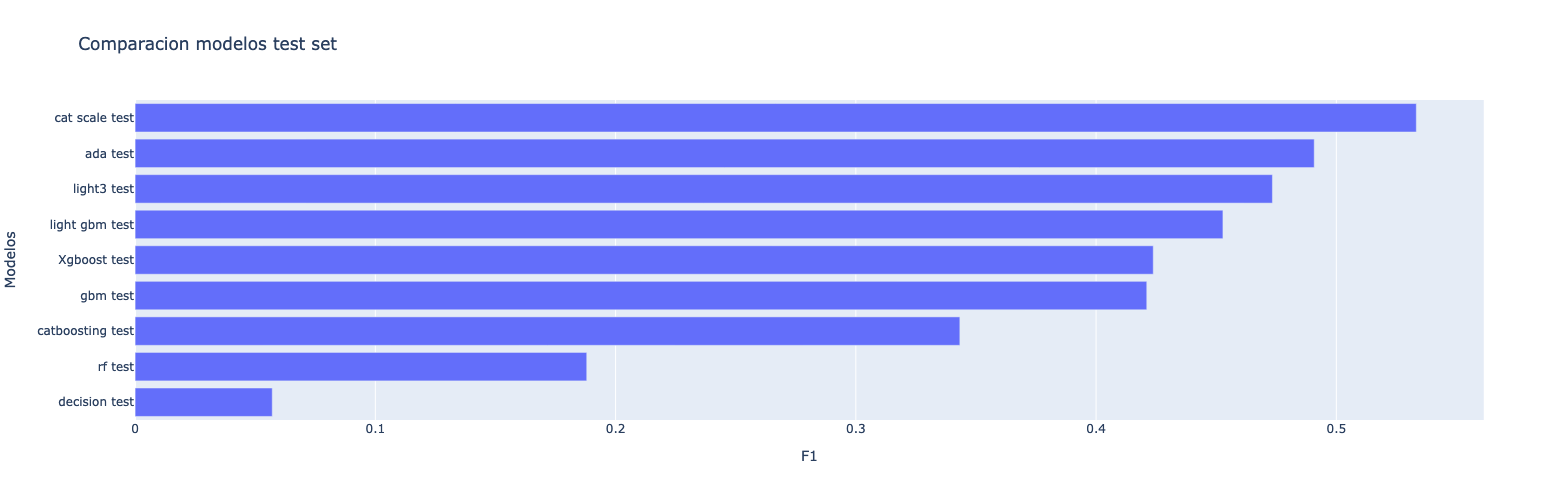 Comparacion modelos test set
Modelos
cat scale test
ada test
light3 test
light gbm test
Xgboost test
gbm test
catboosting test
rf test
decision test
0 0.1 0.2 0.3 0.4 0.5
F1